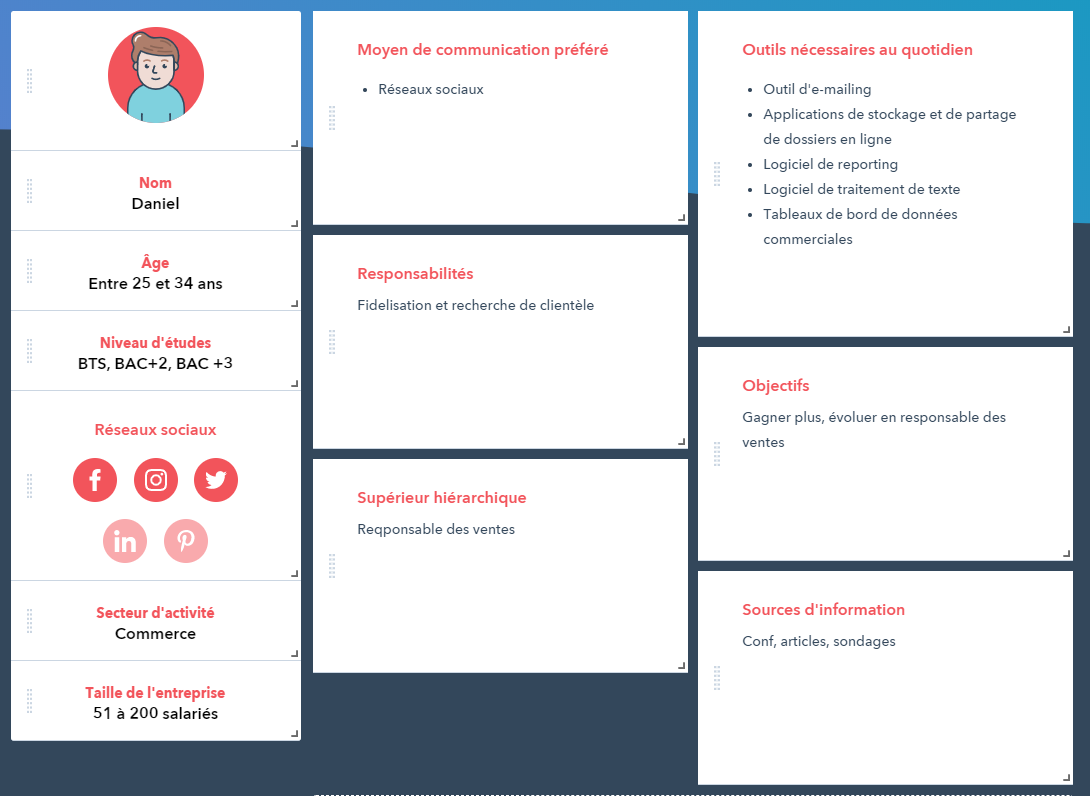 Nom
Daniel
Âge
Entre 25 et 34 ans
Niveau d'études
BTS, BAC+2, BAC +3
Réseaux sociaux
Secteur d'activité
Commerce
Taille de l'entreprise
51 à 200 salariés
Moyen de communication préféré
• Réseaux sociaux
Responsabilités
Fidelisation et recherche de clientèle
Supérieur hiérarchique
Reqponsable des ventes
Outils nécessaires au quotidien
• Outil d'e-mailing
• Applications de stockage et de partage
de dossiers en ligne
• Logiciel de reporting
• Logiciel de traitement de texte
• Tableaux de bord de données
commerciales
Objectifs
Gagner plus, évoluer en responsable des
ventes
Sources d'information
Conf, articles, sondages